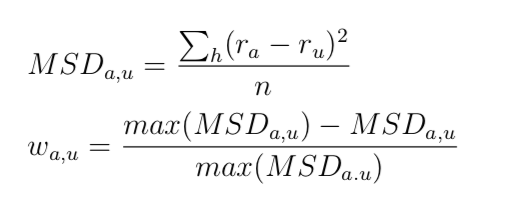 MSD_{a,u} = \frac{\sum_h (r_a - r_u)^2}{n}
w_{a,u} = \frac{max(MSD_{a,u}) - MSD_{a,u}}{max(MSD_{a.u})}